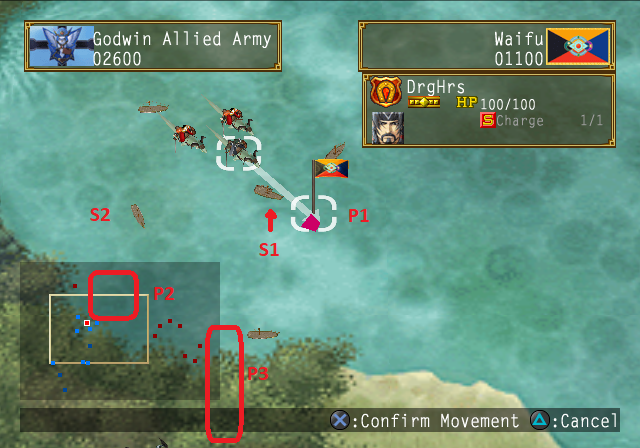 Godwin Allied Army
02600
Waifu
01100
DrgHrs
HP 100/100
S Charge 1/1
P1
S2
S1
P2
P3
:Confirm Movement :Cancel